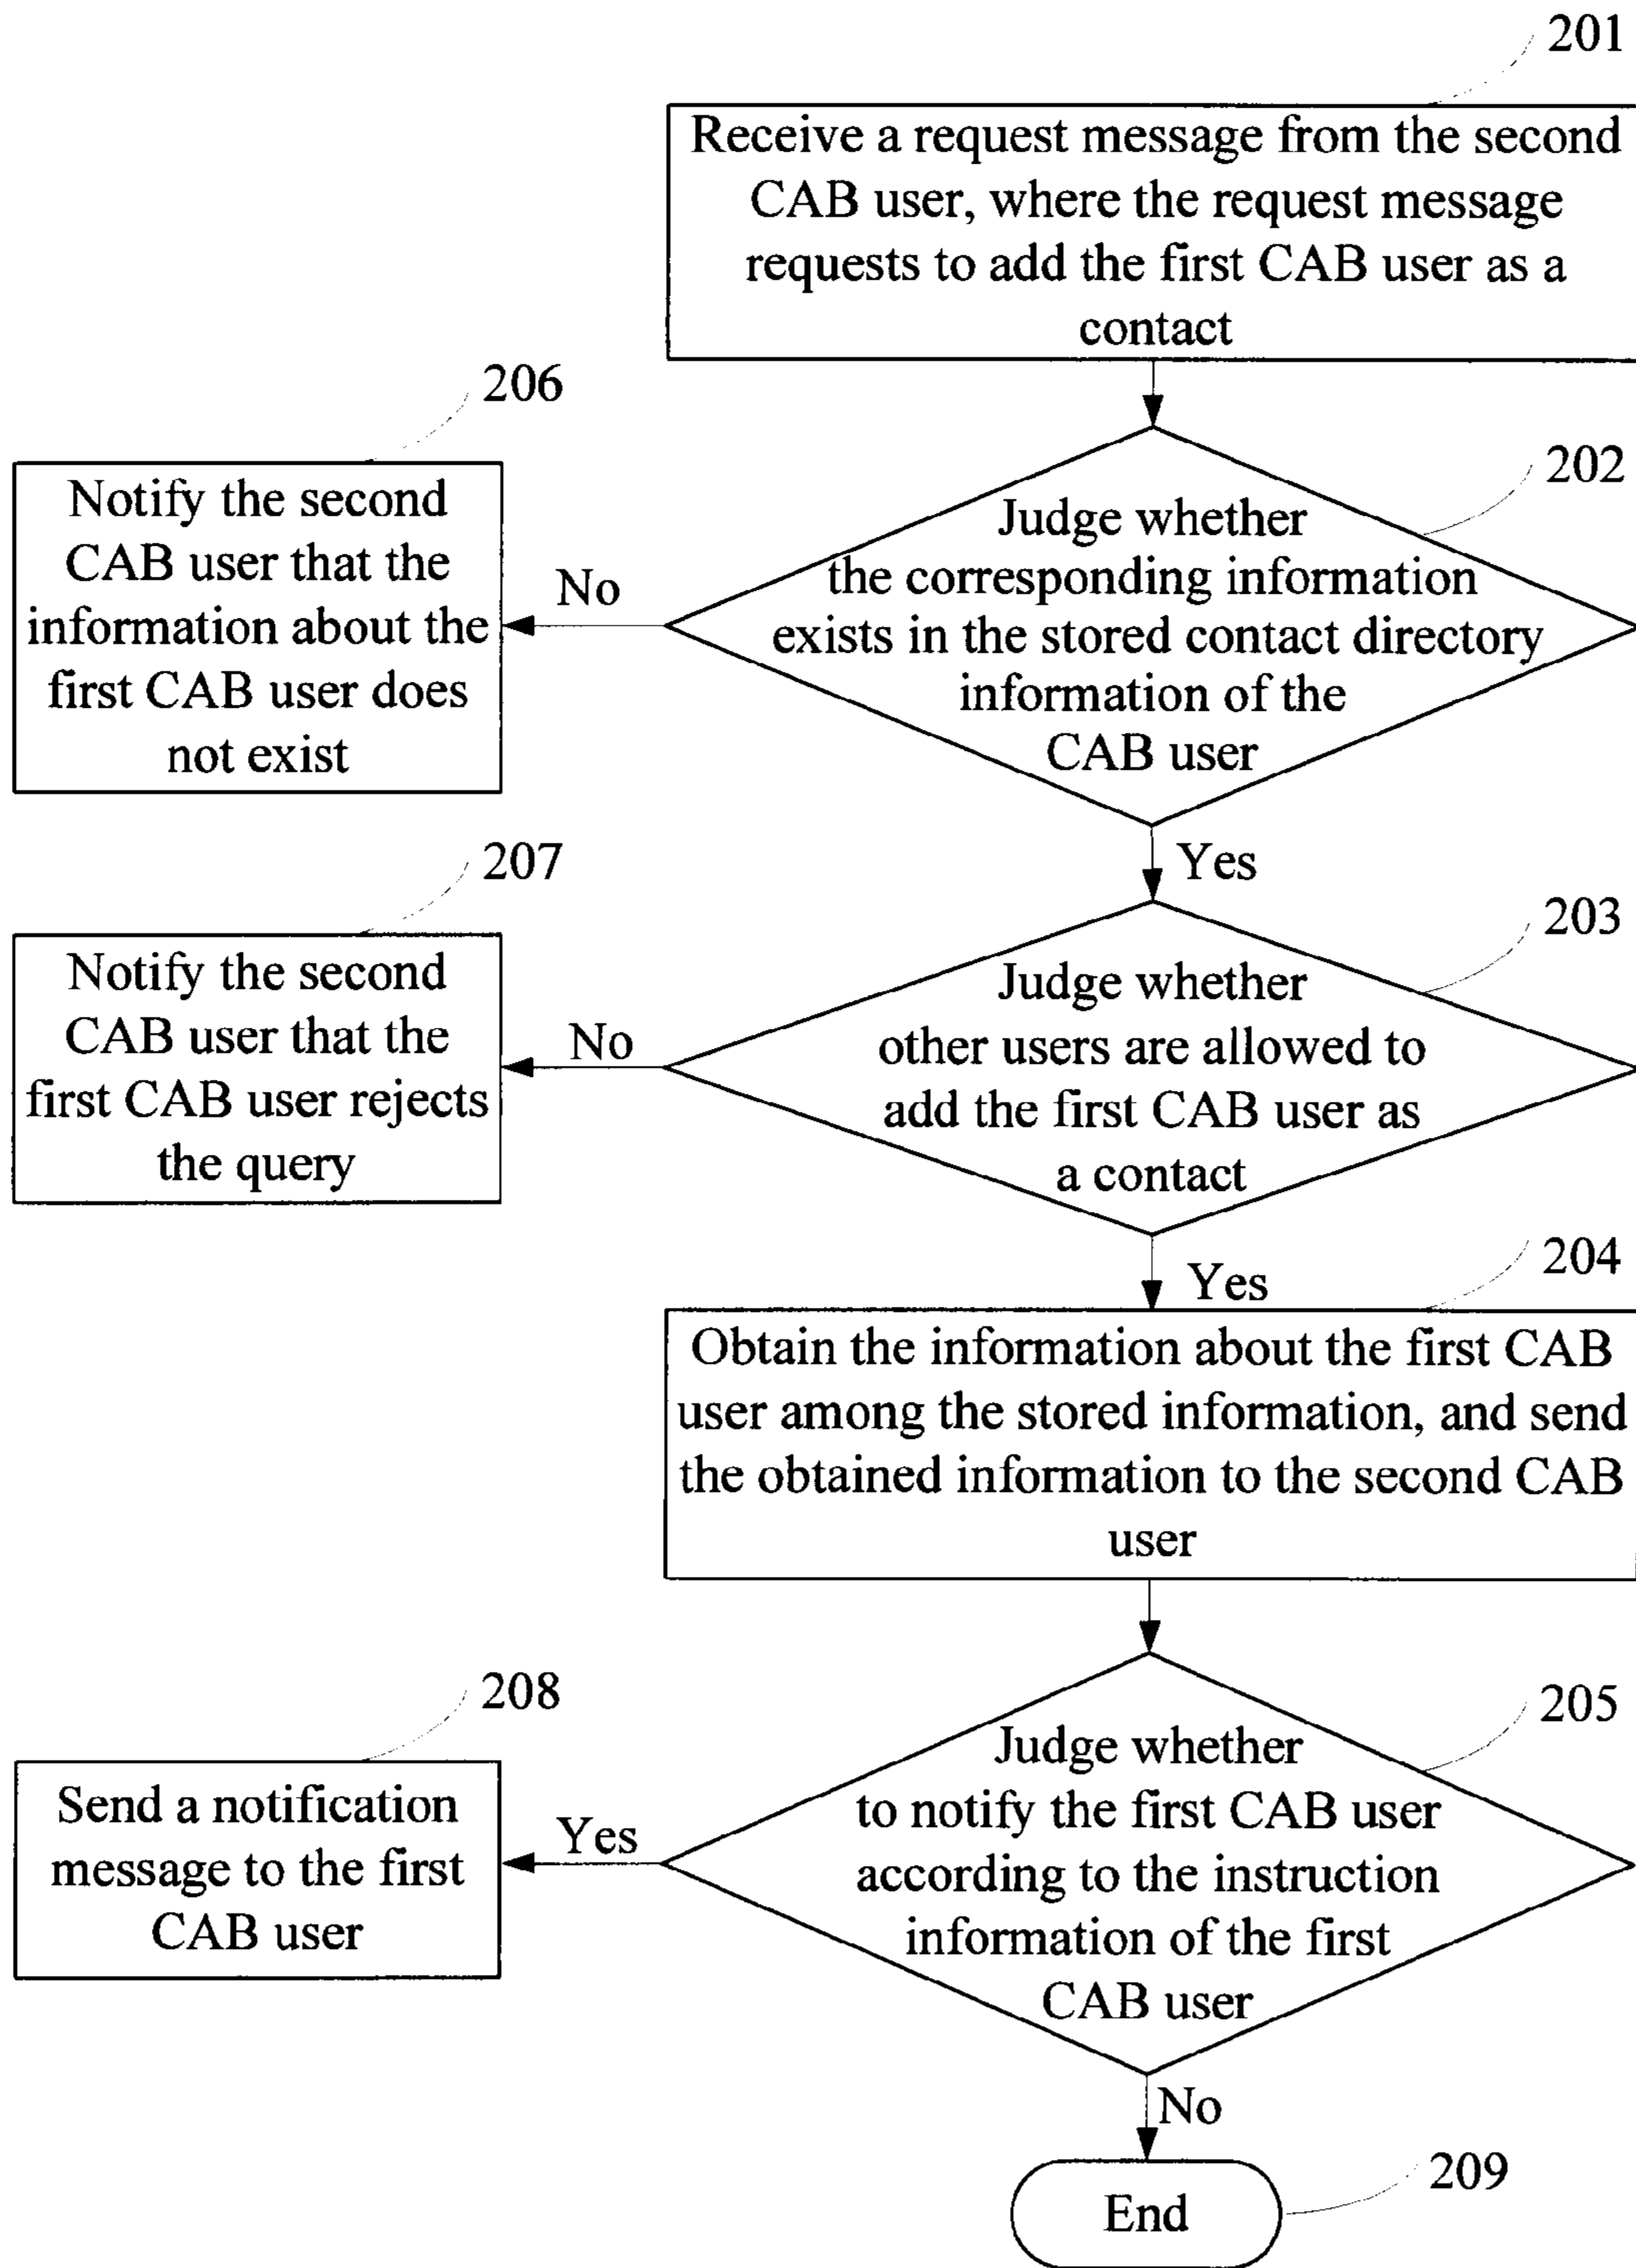 201
Receive a request message from the second
CAB user, where the request message
requests to add the first CAB user as a
contact
206
Notify the second
CAB user that the
information about the
first CAB user does
not exist
No
202
Judge whether
the corresponding information
exists in the stored contact directory
information of the
CAB user
Yes
207
Notify the second
CAB user that the
first CAB user rejects
the query
No
203
Judge whether
other users are allowed to
add the first CAB user as
a contact
Yes
204
Obtain the information about the first CAB
user among the stored information, and send
the obtained information to the second CAB
user
208
Send a notification
message to the first
CAB user
Yes
205
Judge whether
to notify the first CAB user
according to the instruction
information of the first
CAB user
No
209
End